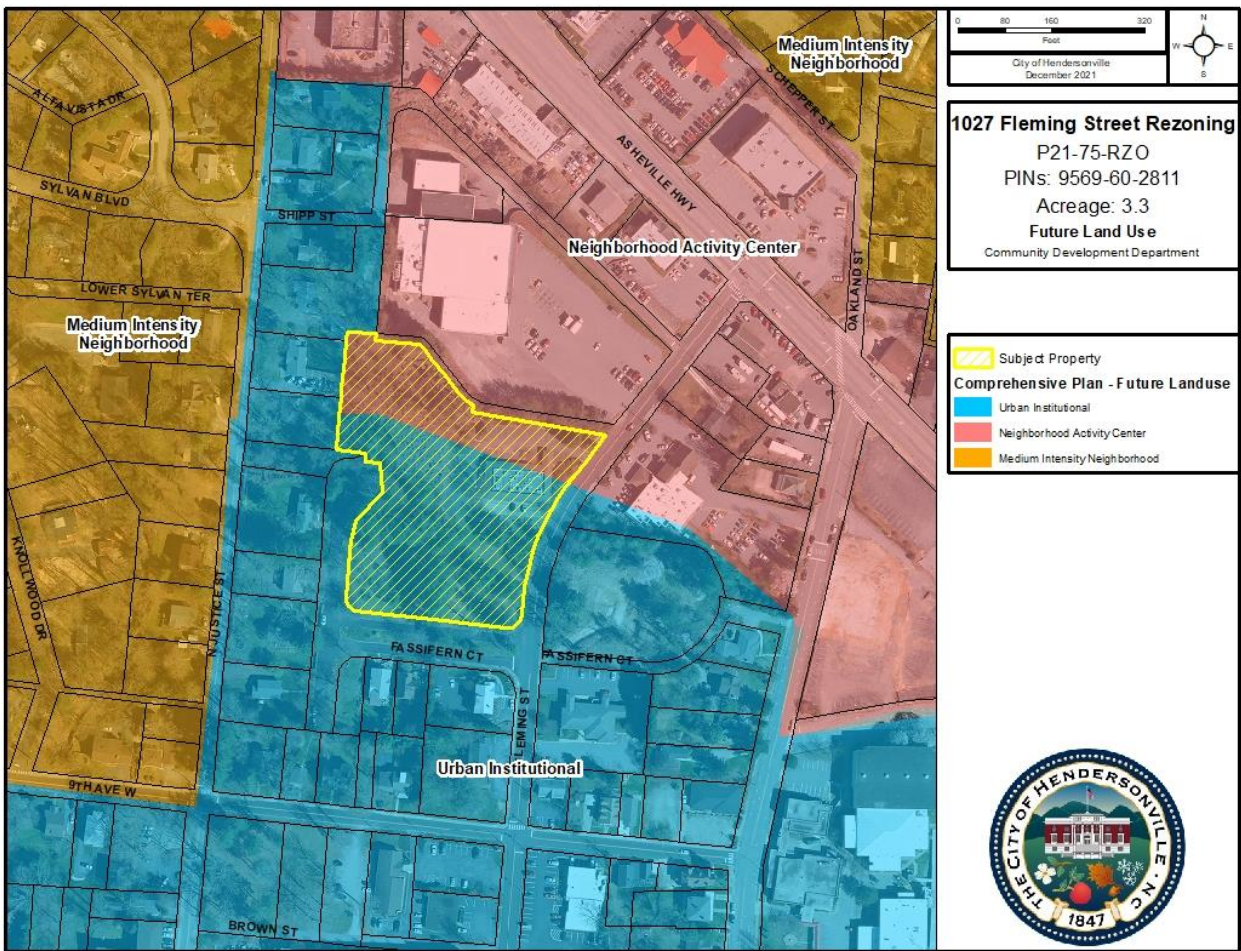 Medium Intensity
Neighborhood
SCHEPPER ST
ALTA VISTA DR
ASHEVILLE HWY
SYLVAN BLVD
SHIPP ST
Neighborhood Activity Center
OAKLAND ST
LOWER SYLVAN TER
Medium Intensity
Neighborhood
KNOLLWOOD DR
N JUSTICE ST
FASSIFERN CT
ASSIFERN CT
LEMING ST
Urban Institutional
9TH AVE W
BROWN ST
0 80 160 320
Feet
N
W E
S
City of Hendersonville
December 2021
1027 Fleming Street Rezoning
P21-75-RZO
PINs: 9569-60-2811
Acreage: 3.3
Future Land Use
Community Development Department
Subject Property
Comprehensive Plan - Future Landuse
Urban Institutional
Neighborhood Activity Center
Medium Intensity Neighborhood
THE CITY OF HENDERSONVILLE · NC
1847